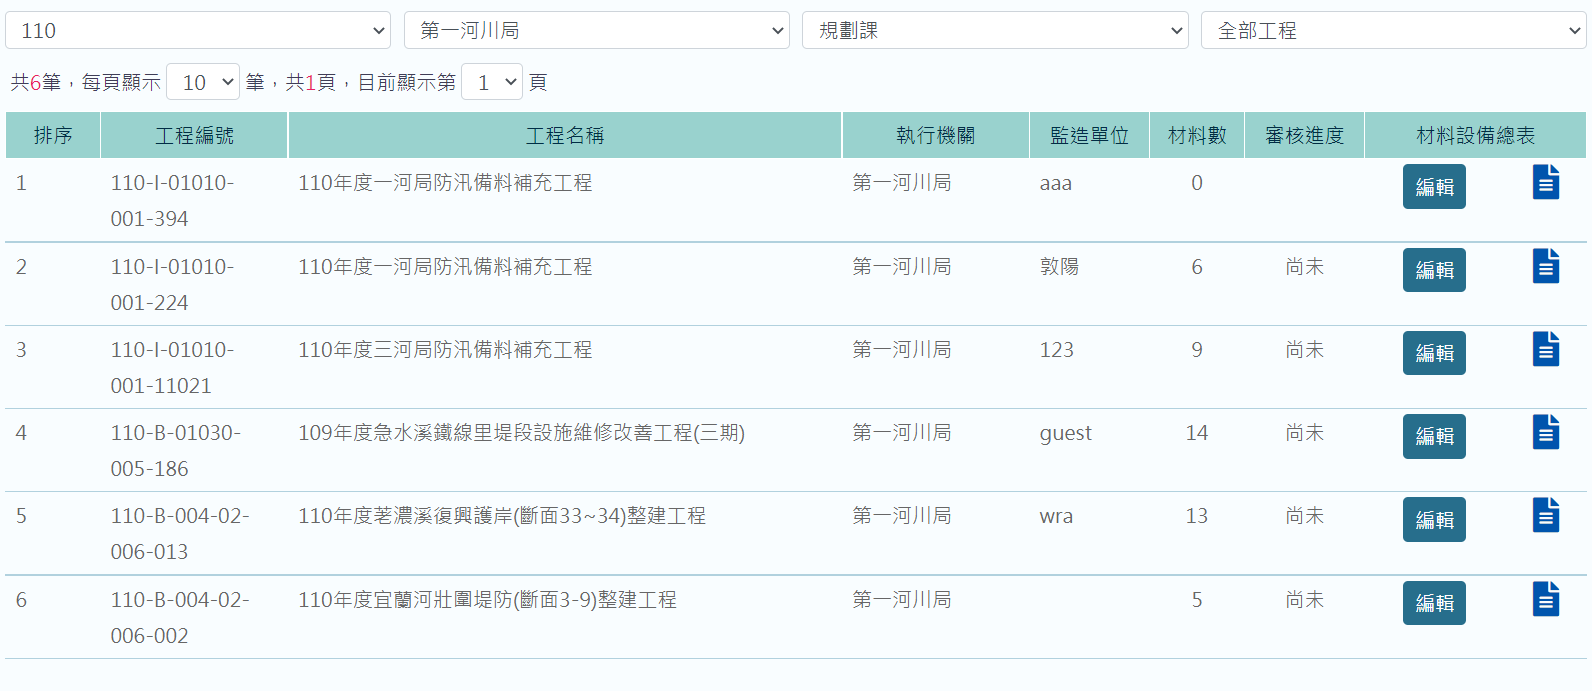 110 第一河川局 規劃課 全部工程
共6筆，每頁顯示 10 筆，共1頁，目前顯示第 1 頁
排序 工程編號 工程名稱 執行機關 監造單位 材料數 審核進度 材料設備總表
1 110-I-01010- 110年度一河局防汛備料補充工程 第一河川局 aaa 0 編輯
001-394
2 110-I-01010- 110年度一河局防汛備料補充工程 第一河川局 敦陽 6 尚未 編輯
001-224
3 110-I-01010- 110年度三河局防汛備料補充工程 第一河川局 123 9 尚未 編輯
001-11021
4 110-B-01030- 109年度急水溪鐵線里堤段設施維修改善工程(三期) 第一河川局 guest 14 尚未 編輯
005-186
5 110-B-004-02- 110年度荖濃溪復興護岸(斷面33~34)整建工程 第一河川局 wra 13 尚未 編輯
006-013
6 110-B-004-02- 110年度宜蘭河壯圍堤防(斷面3-9)整建工程 第一河川局 5 尚未 編輯
006-002